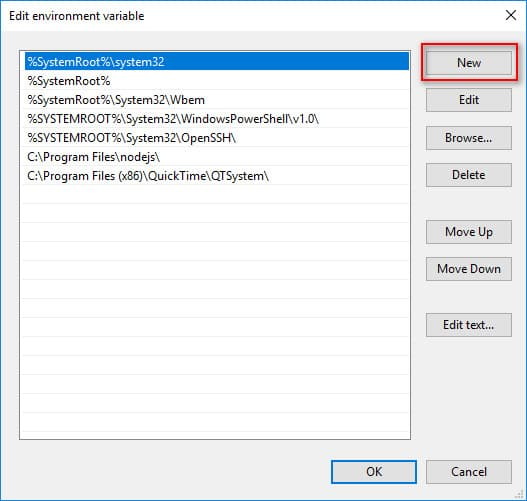 Edit environment variable
%SystemRoot%\system32
%SystemRoot%
%SystemRoot%\System32\Wbem
%SYSTEMROOT%\System32\WindowsPowerShell\v1.0\
%SYSTEMROOT%\System32\OpenSSH\
C:\Program Files\nodejs\
C:\Program Files (x86)\QuickTime\QTSystem\
New
Edit
Browse...
Delete
Move Up
Move Down
Edit text...
OK
Cancel